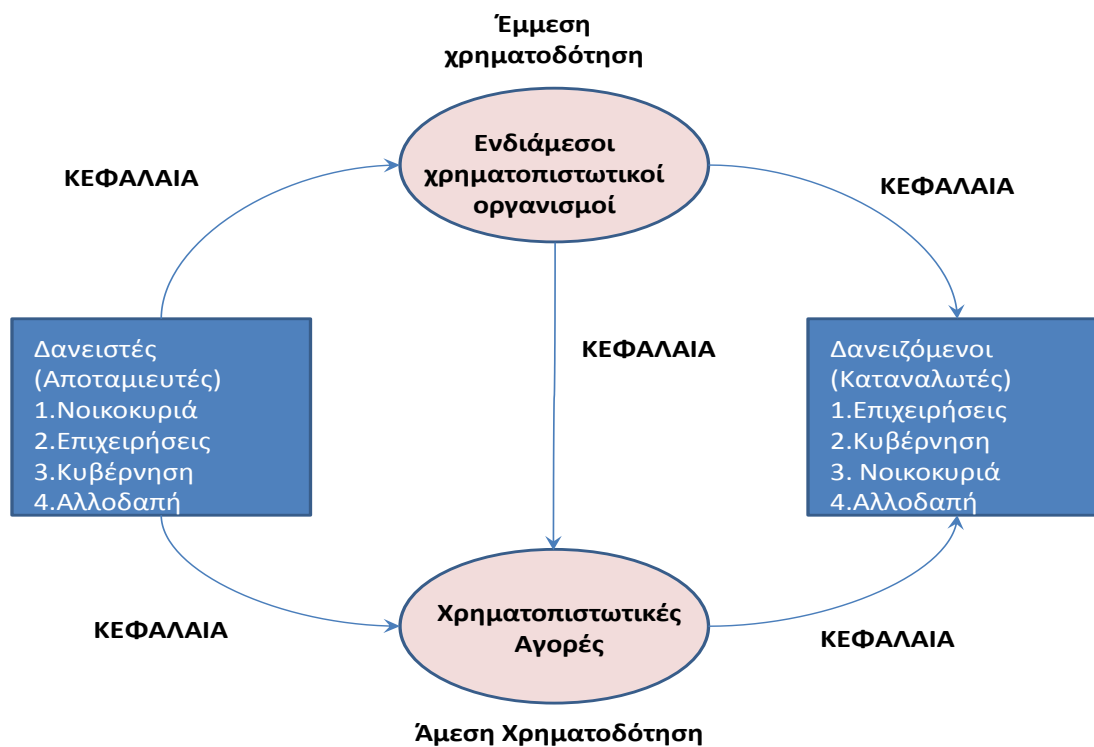 Έμμεση
χρηματοδότηση
Ενδιάμεσοι
χρηματοπιστωτικοί
οργανισμοί
ΚΕΦΑΛΑΙΑ
ΚΕΦΑΛΑΙΑ
Δανειστές
(Αποταμιευτές)
1.Νοικοκυριά
2.Επιχειρήσεις
3.Κυβέρνηση
4.Αλλοδαπή
ΚΕΦΑΛΑΙΑ
Δανειζόμενοι
(Καταναλωτές)
1.Επιχειρήσεις
2.Κυβέρνηση
3. Νοικοκυριά
4.Αλλοδαπή
ΚΕΦΑΛΑΙΑ
Χρηματοπιστωτικές
Αγορές
ΚΕΦΑΛΑΙΑ
Άμεση Χρηματοδότηση